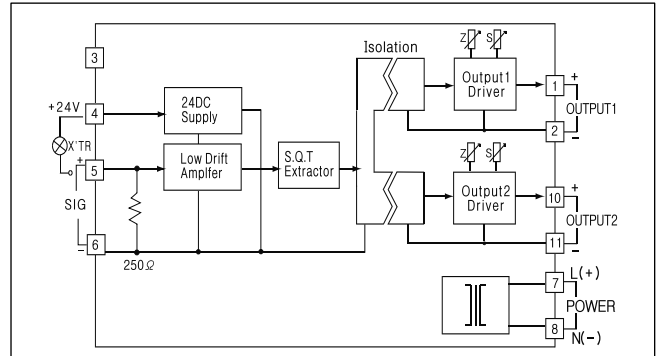 Isolation
3
Z
S
+24V
4
24DC
Supply
Output1
Driver
1
+
OUTPUT1
2
−
X'TR
+
5
Low Drift
Amplfer
S.Q.T
Extractor
Z
S
SIG
Output2
Driver
10
+
OUTPUT2
11
−
−
6
250Ω
7
L(+)
POWER
8
N(−)